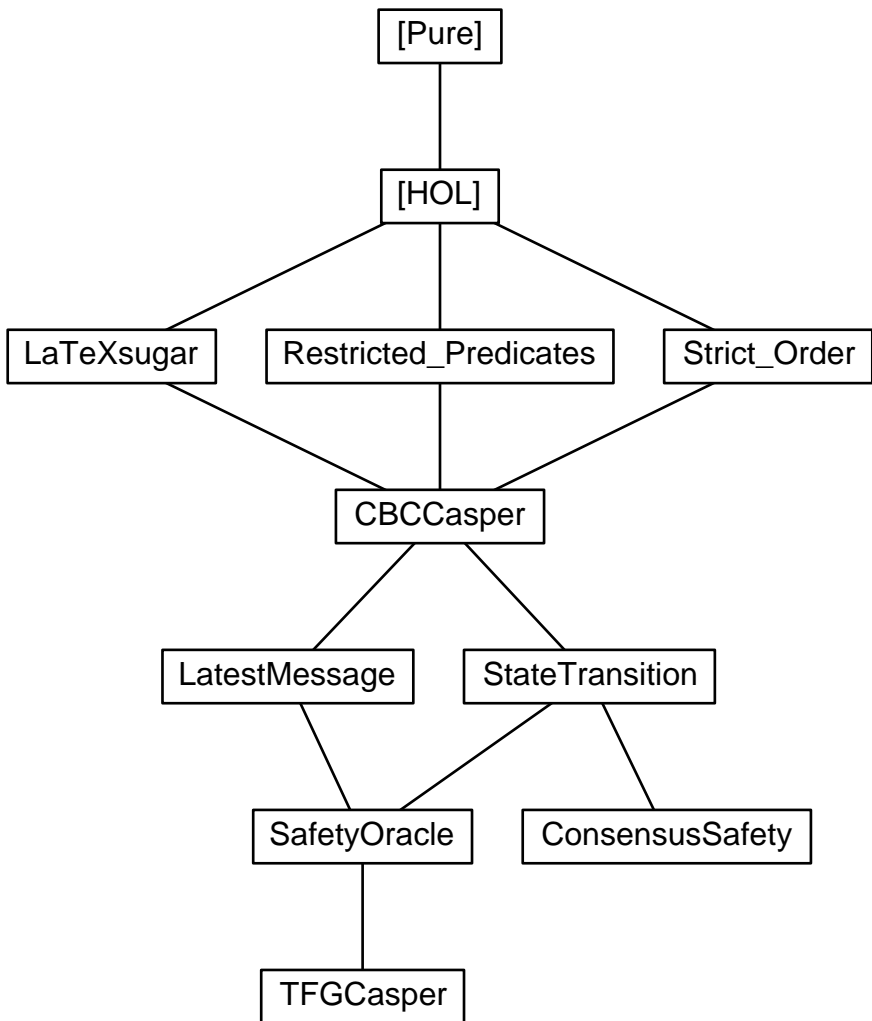 [Pure]
[HOL]
LaTeXsugar
Restricted_Predicates
Strict_Order
CBCCasper
LatestMessage
StateTransition
SafetyOracle
ConsensusSafety
TFGCasper